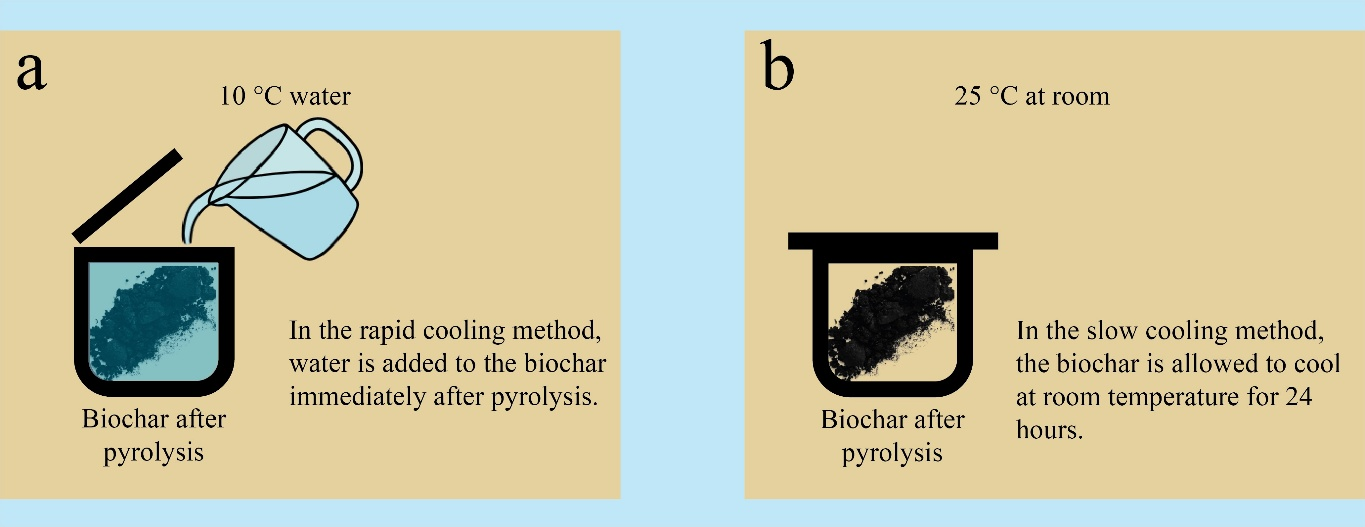 a
10 °C water
In the rapid cooling method,
water is added to the biochar
immediately after pyrolysis.
Biochar after
pyrolysis
b
25 °C at room
In the slow cooling method,
the biochar is allowed to cool
at room temperature for 24
hours.
Biochar after
pyrolysis